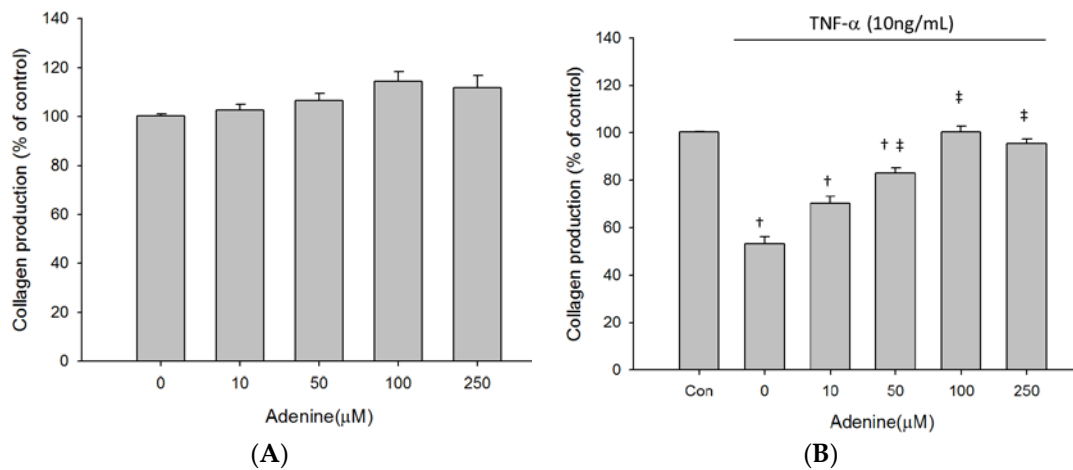 Collagen production (% of control)
140
120
100
80
60
40
20
0
0 10 50 100 250
Adenine(μM)
(A)
TNF-α (10ng/mL)
Collagen production (% of control)
140
120
100
80
60
40
20
0
†
†
† ‡
‡
‡
Con 0 10 50 100 250
Adenine(μM)
(B)